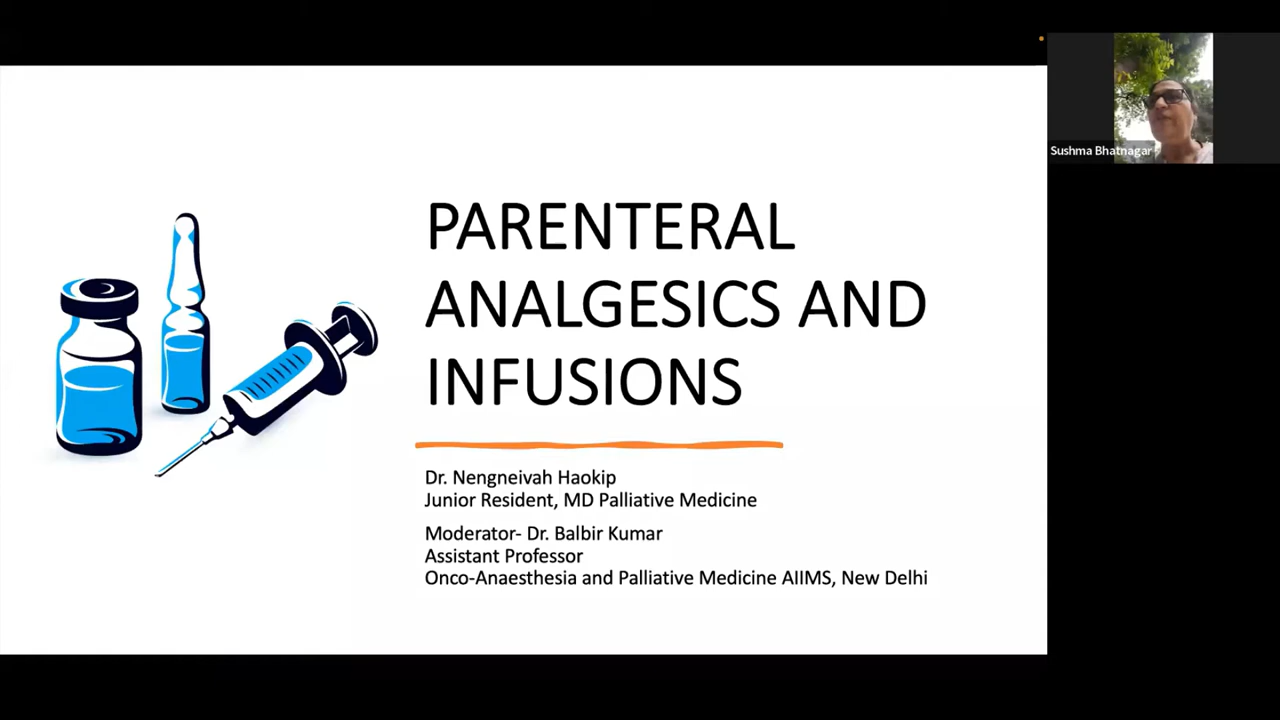 PARENTERAL
ANALGESICS AND
INFUSIONS
Dr. Nengneivah Haokip
Junior Resident, MD Palliative Medicine
Moderator- Dr. Balbir Kumar
Assistant Professor
Onco-Anaesthesia and Palliative Medicine AIIMS, New Delhi
Sushma Bhatnagar